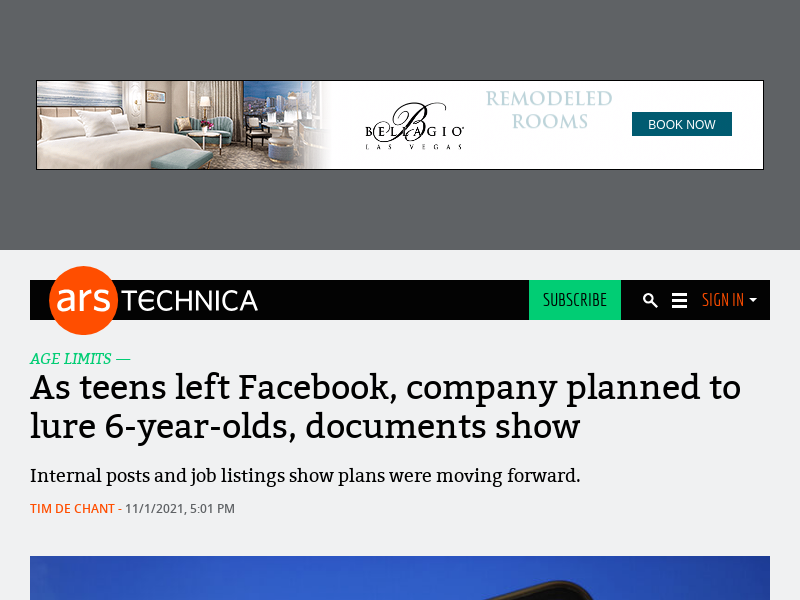 REMODELED
ROOMS
BELLAGIO
LAS VEGAS
BOOK NOW
ars TECHNICA
SUBSCRIBE
SIGN IN
AGE LIMITS —
As teens left Facebook, company planned to
lure 6-year-olds, documents show
Internal posts and job listings show plans were moving forward.
TIM DE CHANT - 11/1/2021, 5:01 PM